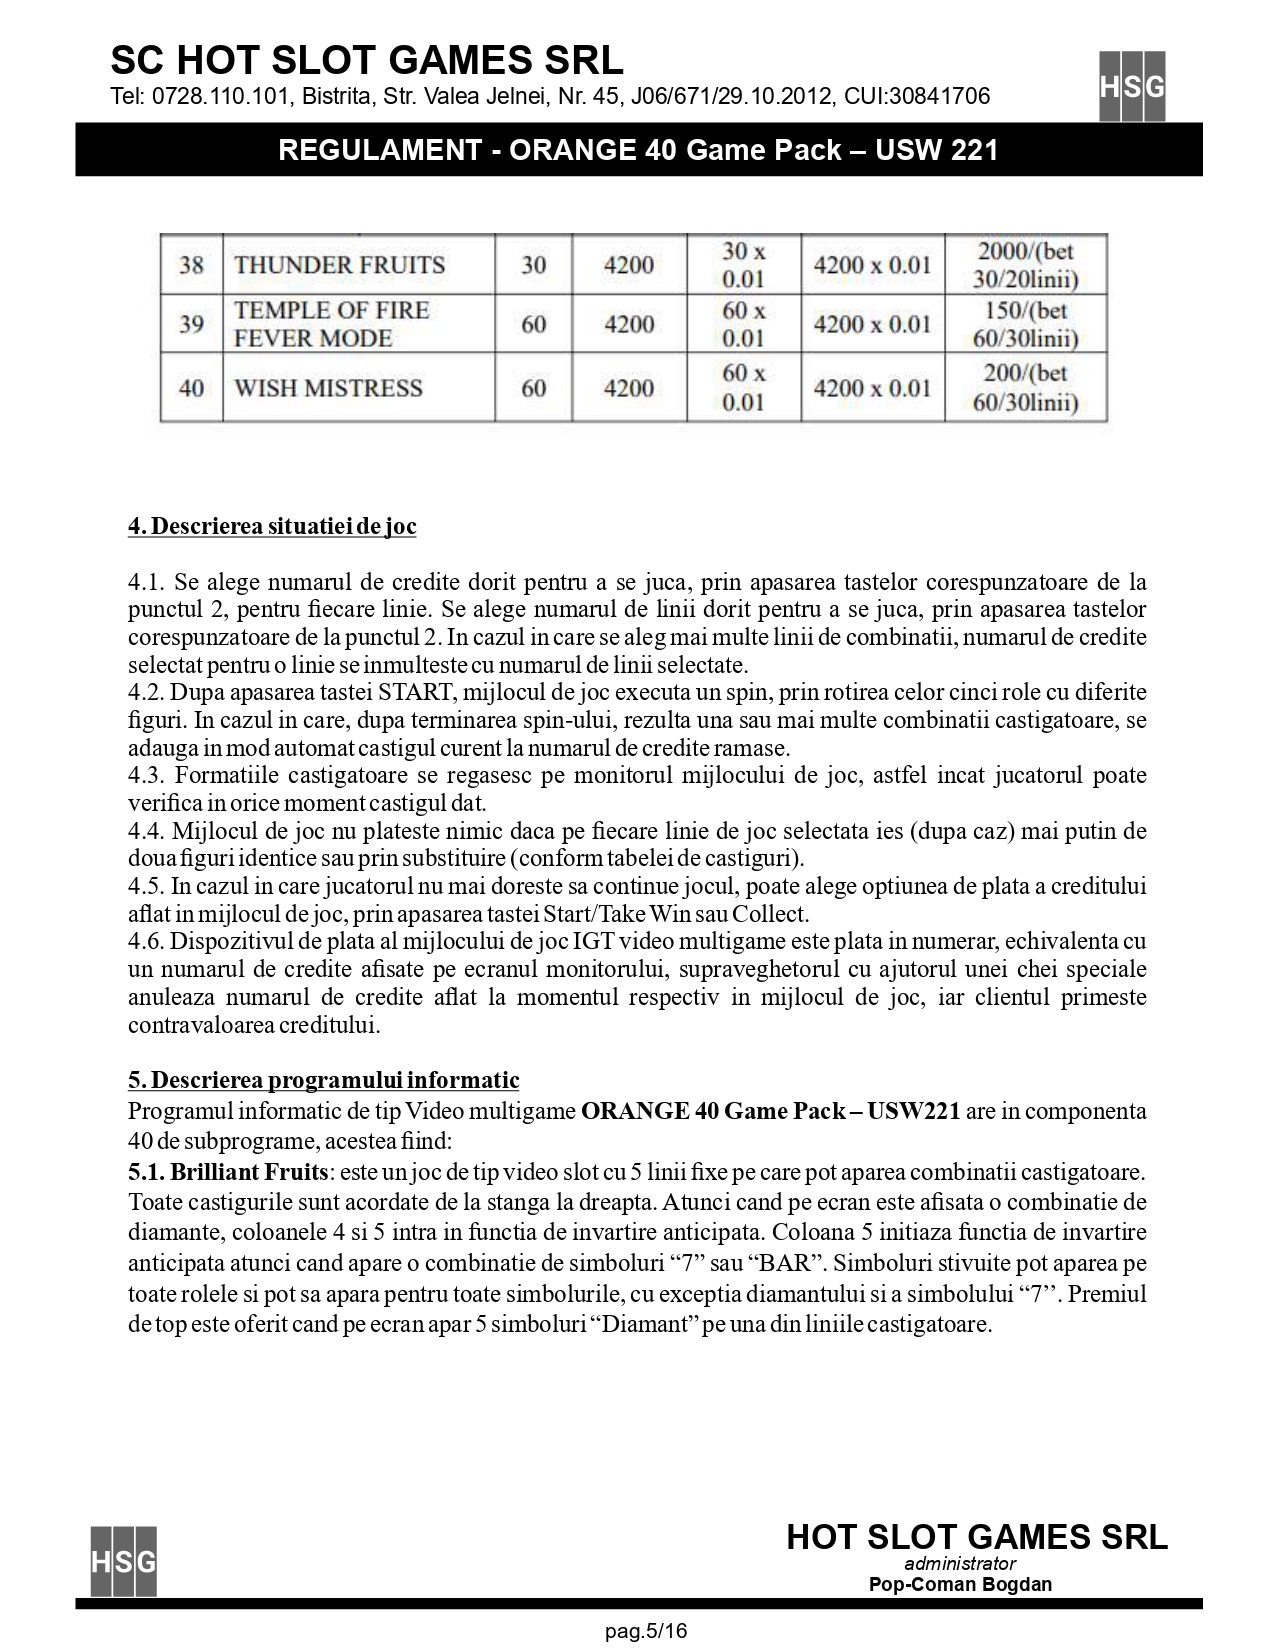 SC HOT SLOT GAMES SRL
Tel: 0728.110.101, Bistrita, Str. Valea Jelnei, Nr. 45, J06/671/29.10.2012, CUI:30841706
HSG
REGULAMENT - ORANGE 40 Game Pack – USW 221
38 THUNDER FRUITS 30 4200 30 x 0.01 4200 x 0.01 2000/(bet 30/20linii)
39 TEMPLE OF FIRE FEVER MODE 60 4200 60 x 0.01 4200 x 0.01 150/(bet 60/30linii)
40 WISH MISTRESS 60 4200 60 x 0.01 4200 x 0.01 200/(bet 60/30linii)
4. Descrierea situatiei de joc
4.1. Se alege numarul de credite dorit pentru a se juca, prin apasarea tastelor corespunzatoare de la
punctul 2, pentru fiecare linie. Se alege numarul de linii dorit pentru a se juca, prin apasarea tastelor
corespunzatoare de la punctul 2. In cazul in care se aleg mai multe linii de combinatii, numarul de credite
selectat pentru o linie se inmulteste cu numarul de linii selectate.
4.2. Dupa apasarea tastei START, mijlocul de joc executa un spin, prin rotirea celor cinci role cu diferite
figuri. In cazul in care, dupa terminarea spin-ului, rezulta una sau mai multe combinatii castigatoare, se
adauga in mod automat castigul curent la numarul de credite ramase.
4.3. Formatiile castigatoare se regasesc pe monitorul mijlocului de joc, astfel incat jucatorul poate
verifica in orice moment castigul dat.
4.4. Mijlocul de joc nu plateste nimic daca pe fiecare linie de joc selectata ies (dupa caz) mai putin de
doua figuri identice sau prin substituire (conform tabelei de castiguri).
4.5. In cazul in care jucatorul nu mai doreste sa continue jocul, poate alege optiunea de plata a creditului
aflat in mijlocul de joc, prin apasarea tastei Start/Take Win sau Collect.
4.6. Dispozitivul de plata al mijlocului de joc IGT video multigame este plata in numerar, echivalenta cu
un numarul de credite afisate pe ecranul monitorului, supraveghetorul cu ajutorul unei chei speciale
anuleaza numarul de credite aflat la momentul respectiv in mijlocul de joc, iar clientul primeste
contravaloarea creditului.
5. Descrierea programului informatic
Programul informatic de tip Video multigame ORANGE 40 Game Pack – USW221 are in componenta
40 de subprograme, acestea fiind:
5.1. Brilliant Fruits: este un joc de tip video slot cu 5 linii fixe pe care pot aparea combinatii castigatoare.
Toate castigurile sunt acordate de la stanga la dreapta. Atunci cand pe ecran este afisata o combinatie de
diamante, coloanele 4 si 5 intra in functia de invartire anticipata. Coloana 5 initiaza functia de invartire
anticipata atunci cand apare o combinatie de simboluri “7” sau “BAR”. Simboluri stivuite pot aparea pe
toate rolele si pot sa apara pentru toate simbolurile, cu exceptia diamantului si a simbolului “7’’. Premiul
de top este oferit cand pe ecran apar 5 simboluri “Diamant” pe una din liniile castigatoare.
HSG
HOT SLOT GAMES SRL
administrator
Pop-Coman Bogdan
pag.5/16